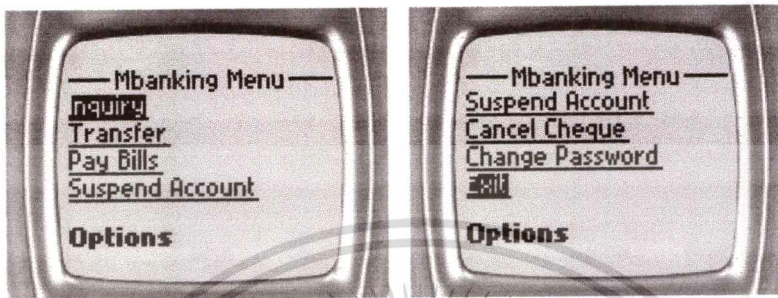 Mbanking Menu
Inquiry
Transfer
Pay Bills
Suspend Account
Options
Mbanking Menu
Suspend Account
Cancel Cheque
Change Password
Exit
Options